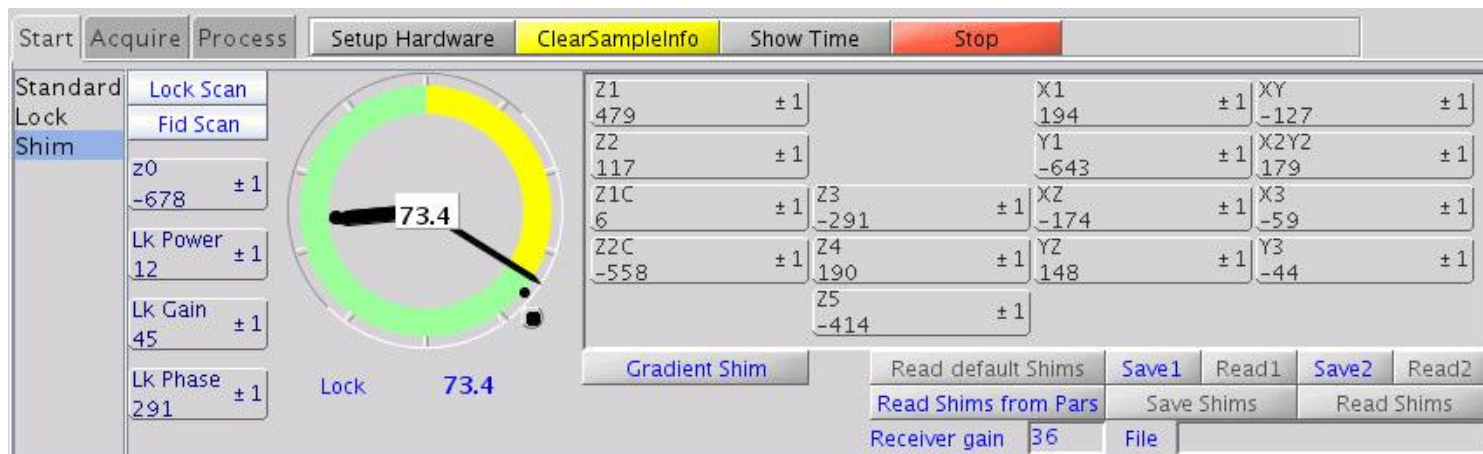 Start Acquire Process Setup Hardware ClearSampleInfo Show Time Stop
Standard
Lock
Shim
Lock Scan
Fid Scan
z0
-678 ±1
Lk Power
12 ±1
Lk Gain
45 ±1
Lk Phase
291 ±1
73.4
Lock 73.4
Z1
479 ±1
X1
194 ±1
XY
-127 ±1
Z2
117 ±1
Y1
-643 ±1
X2Y2
179 ±1
Z1C
6 ±1
Z3
-291 ±1
XZ
-174 ±1
X3
-59 ±1
Z2C
-558 ±1
Z4
190 ±1
YZ
148 ±1
Y3
-44 ±1
Z5
-414 ±1
Gradient Shim Read default Shims Save1 Read1 Save2 Read2
Read Shims from Pars Save Shims Read Shims
Receiver gain 36 File